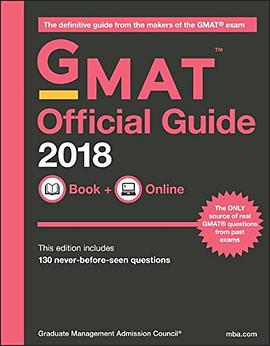 The definitive guide from the makers of the GMAT® exam
GMAT™
Official Guide
2018
Book + Online
The ONLY
source of real
GMAT® questions
from past
exams
This edition includes
130 never-before-seen questions
Graduate Management Admission Council®
mba.com